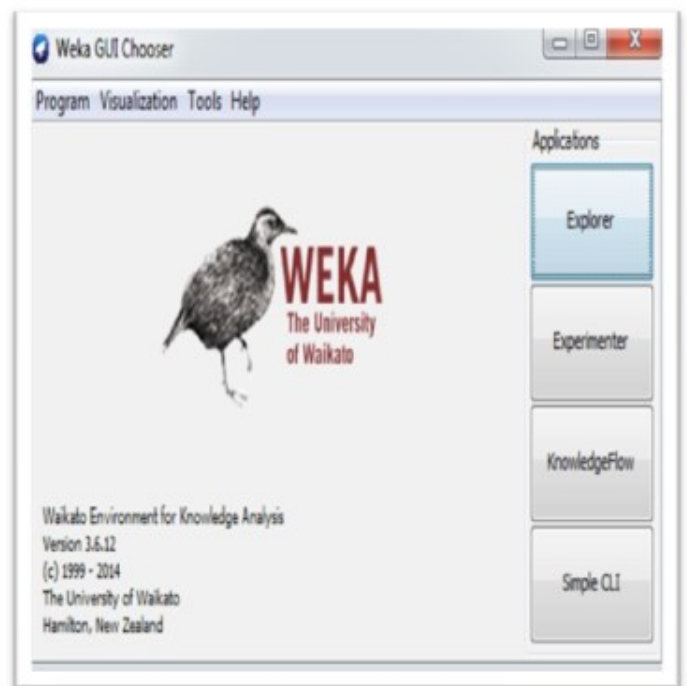 Weka GUI Chooser
Program Visualization Tools Help
Applications
Explorer
WEKA
The University
of Waikato
Experimenter
KnowledgeFlow
Simple CLI
Waikato Environment for Knowledge Analysis
Version 3.6.12
(c) 1999 - 2014
The University of Waikato
Hamilton, New Zealand